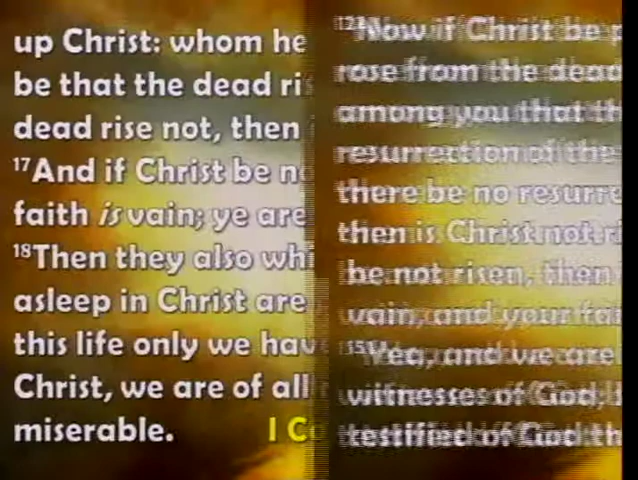 up Christ: whom he
be that the dead ri
dead rise not, then
17And if Christ be n
faith is vain; ye are
18Then they also whi
asleep in Christ are
this life only we hav
Christ, we are of all
miserable. I Co
12Now if Christ be p
rose from the dead
among you that th
resurrection of the
there be no resurre
then is Christ not ri
be not risen, then
vain, and your fai
15Yea, and we are
witnesses of God;
testified of God th